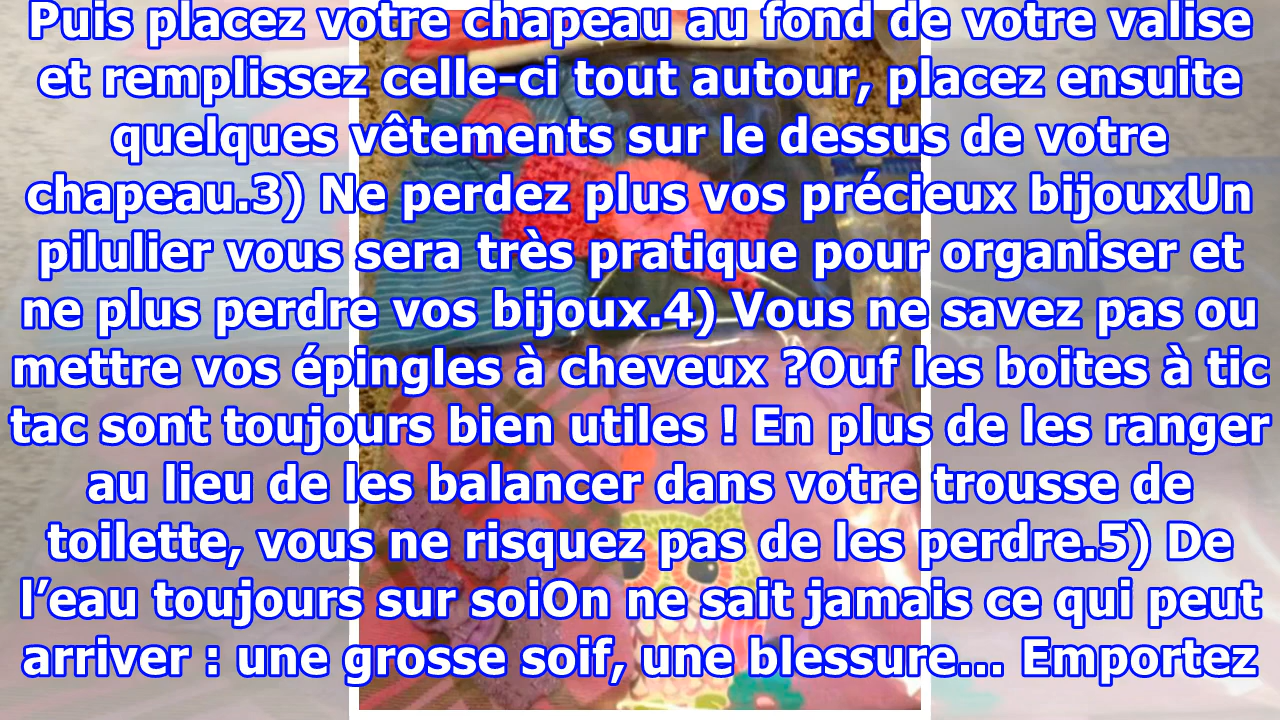 Puis placez votre chapeau au fond de votre valise
et remplissez celle-ci tout autour, placez ensuite
quelques vêtements sur le dessus de votre
chapeau.3) Ne perdez plus vos précieux bijouxUn
pilulier vous sera très pratique pour organiser et
ne plus perdre vos bijoux.4) Vous ne savez pas ou
mettre vos épingles à cheveux ?Ouf les boites à tic
tac sont toujours bien utiles ! En plus de les ranger
au lieu de les balancer dans votre trousse de
toilette, vous ne risquez pas de les perdre.5) De
l’eau toujours sur soiOn ne sait jamais ce qui peut
arriver : une grosse soif, une blessure… Emportez